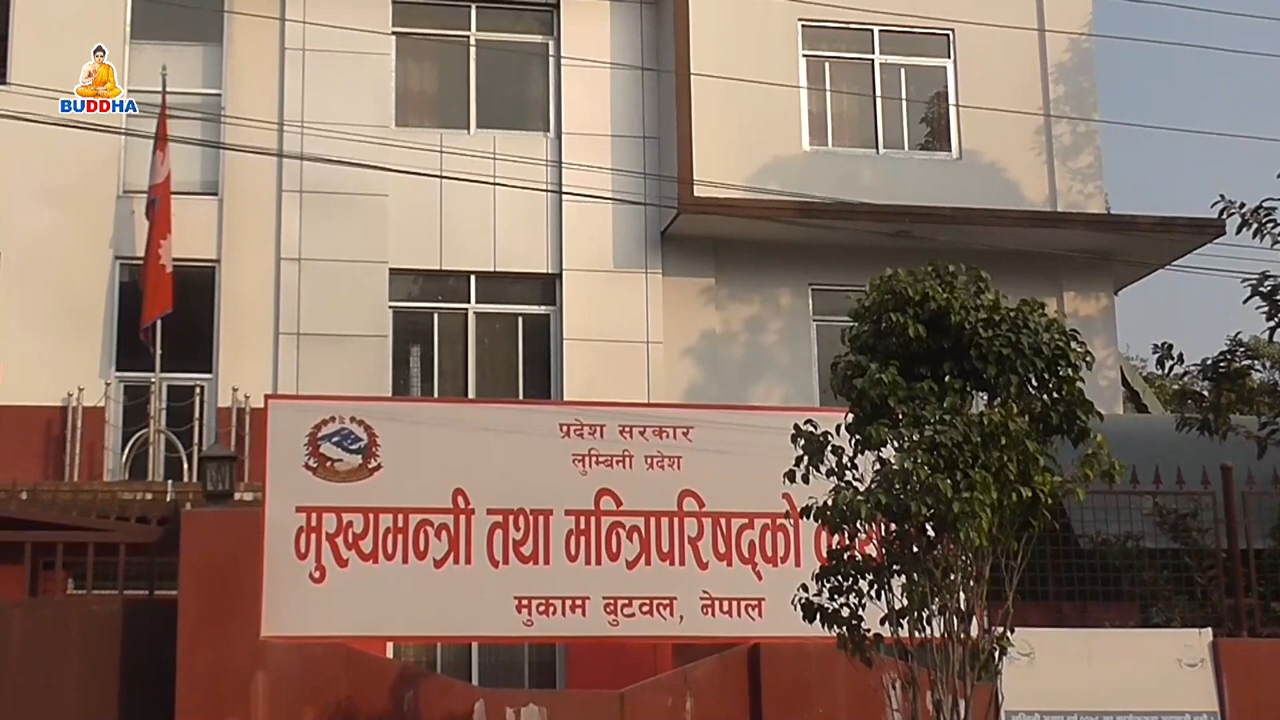 BUDDHA
प्रदेश सरकार
लुम्बिनी प्रदेश
मुख्यमन्त्री तथा मन्त्रिपरिषद्को
मुकाम बुटवल, नेपाल